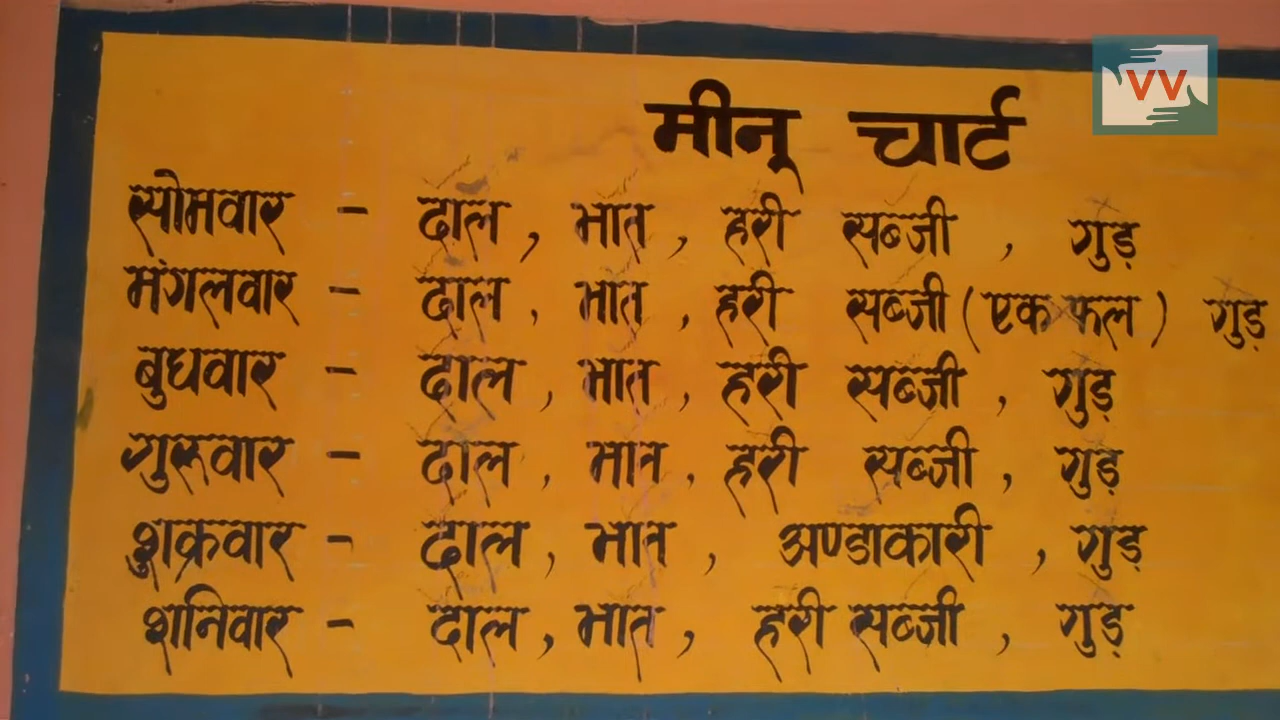 मीनू चार्ट
VV
सोमवार - दाल , भात , हरी सब्जी , गुड़
मंगलवार - दाल , भात , हरी सब्जी ( एक फल ) गुड़
बुधवार - दाल , भात , हरी सब्जी , गुड़
गुरूवार - दाल , भात , हरी सब्जी , गुड़
शुक्रवार - दाल , भात , अण्डाकारी , गुड़
शनिवार - दाल , भात , हरी सब्जी , गुड़